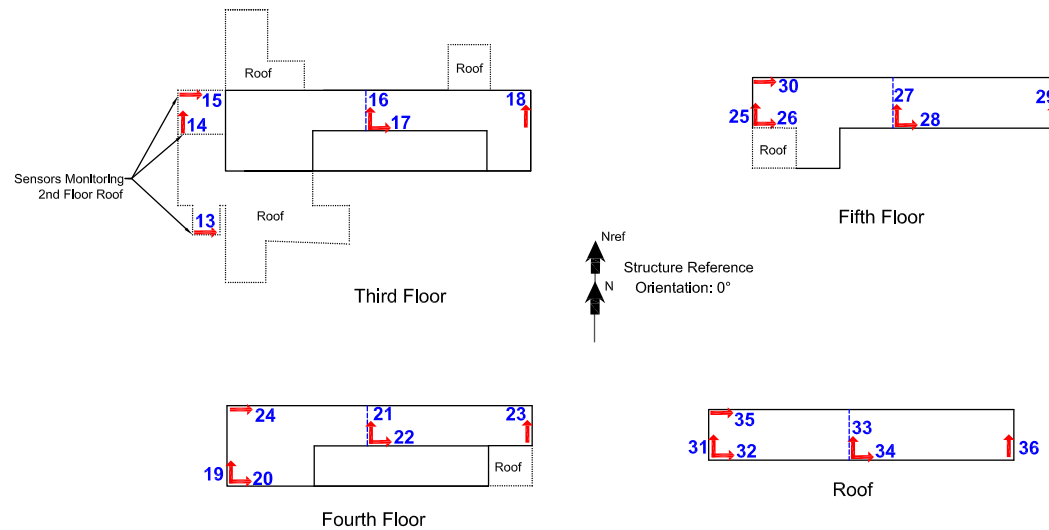 Roof
Roof
15
16
18
14
17
Sensors Monitoring
2nd Floor Roof
13
Roof
Third Floor
30
27
29
25
26
28
Roof
Fifth Floor
Nref
Structure Reference
N
Orientation: 0°
24
21
23
22
19
20
Roof
Fourth Floor
35
33
31
32
34
36
Roof